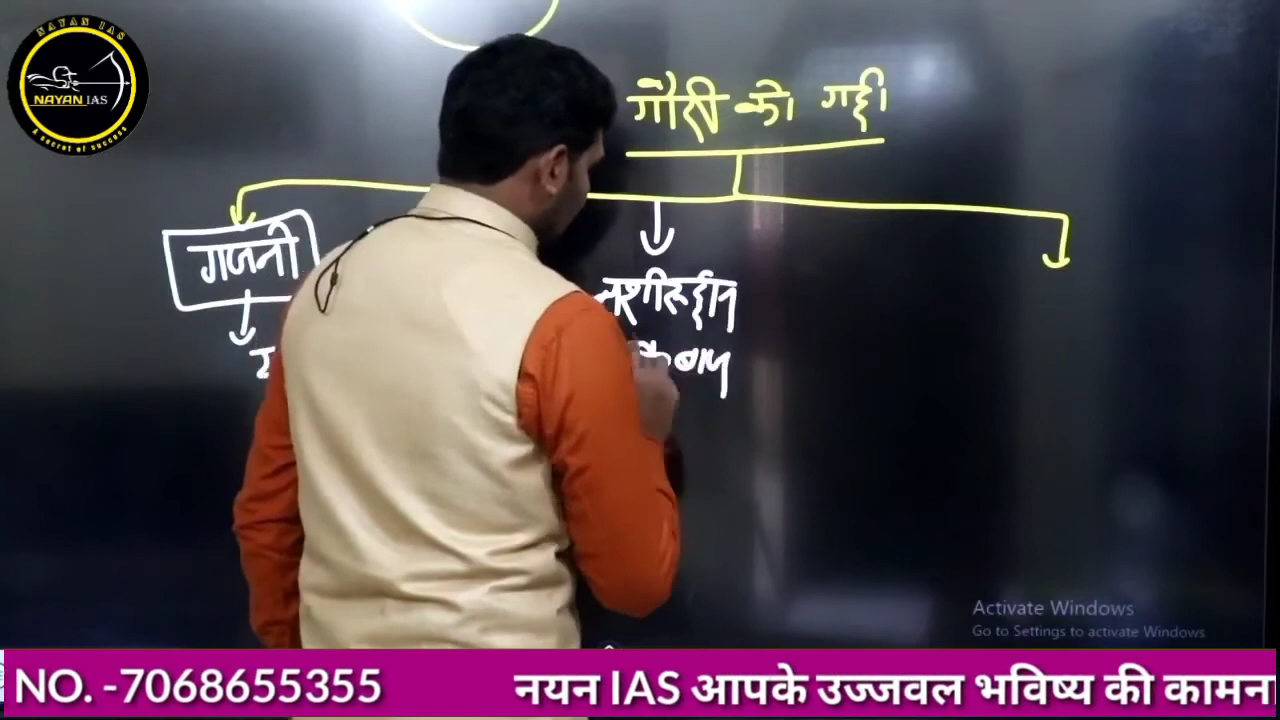 NAYAN IAS
NAYAN IAS
A secret of success
गौरी की गद्दी
गजनी
Activate Windows
Go to Settings to activate Windows.
NO. -7068655355 नयन IAS आपके उज्जवल भविष्य की कामना